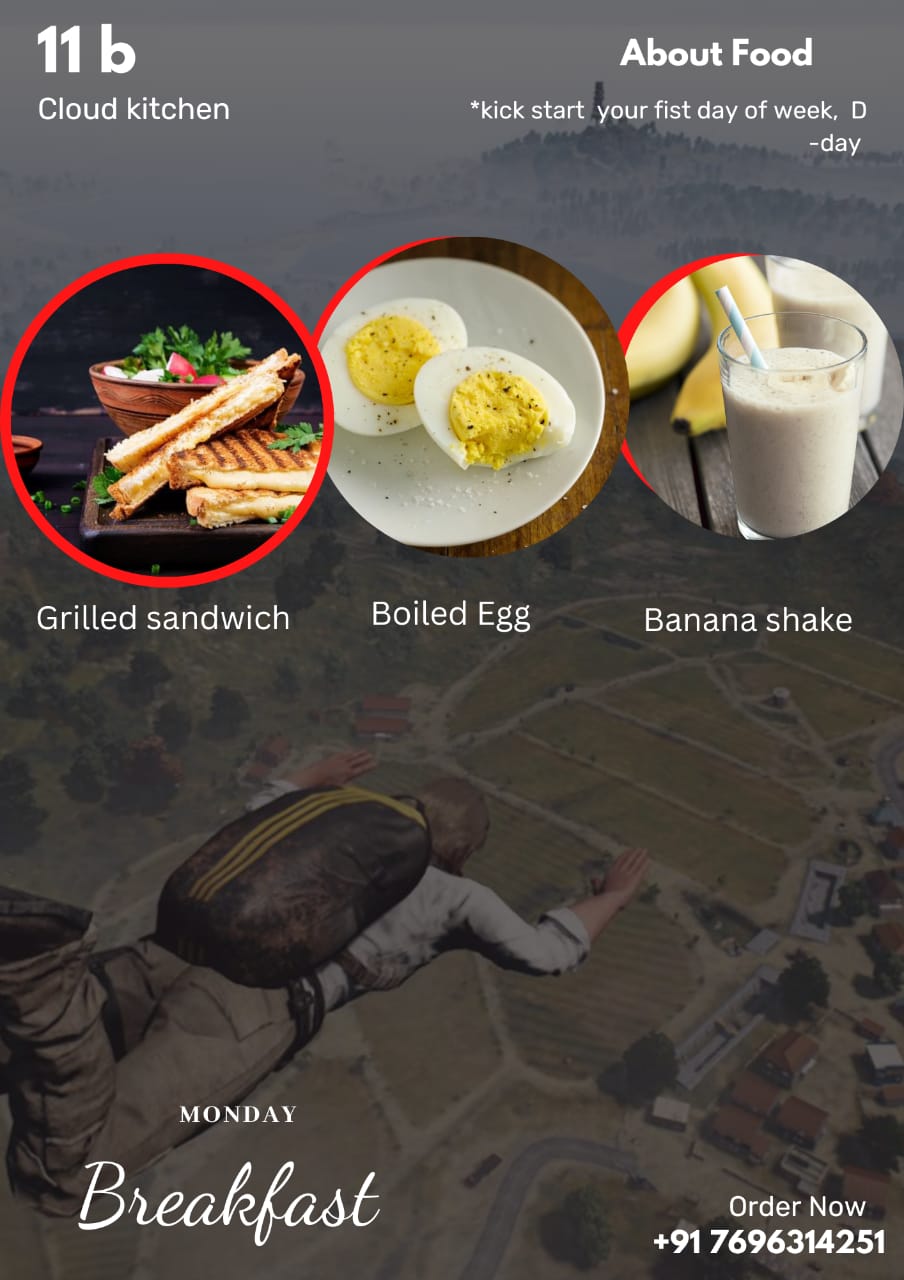 11 b
Cloud kitchen
About Food
*kick start your fist day of week, D
-day
Grilled sandwich
Boiled Egg
Banana shake
MONDAY
Breakfast
Order Now
+91 7696314251